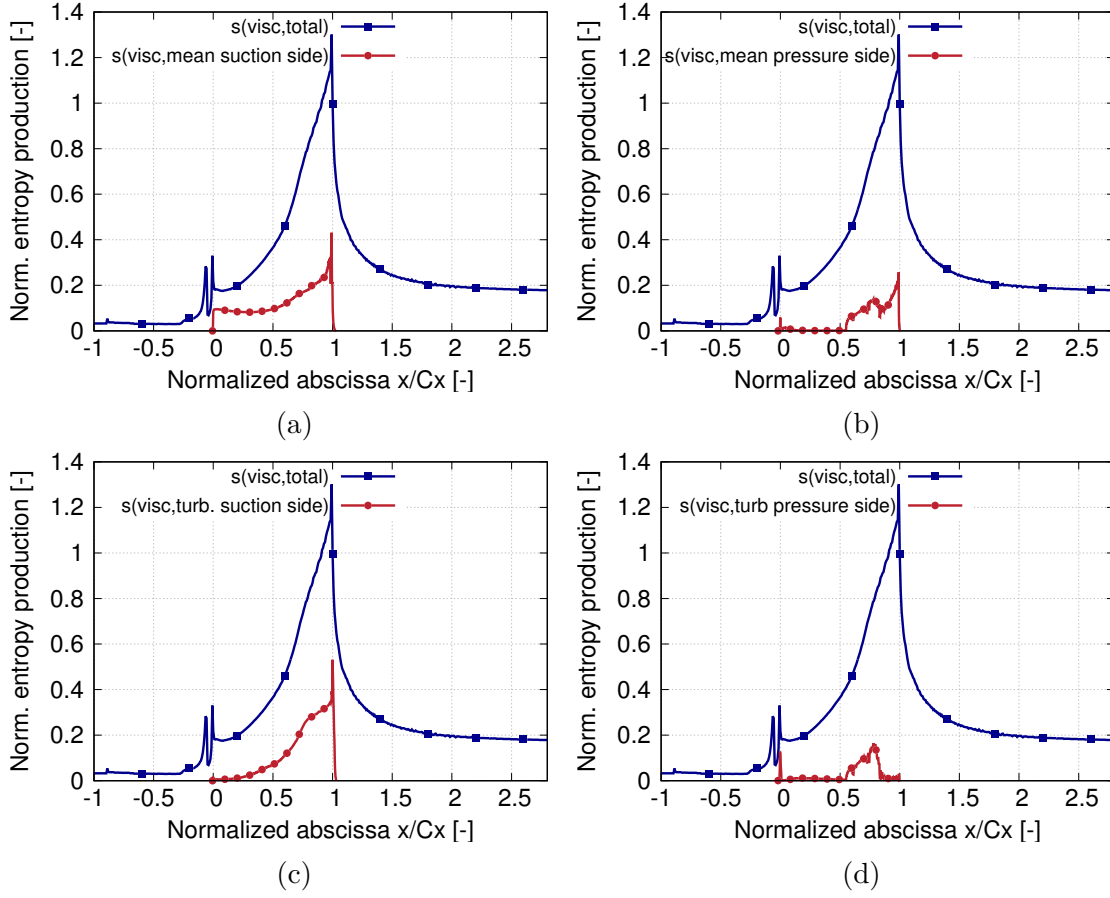 1.4
1.2
1
0.8
0.6
0.4
0.2
0
Norm. entropy production [-]
s(visc,total)
s(visc,mean suction side)
-1 -0.5 0 0.5 1 1.5 2 2.5
Normalized abscissa x/Cx [-]
(a)
1.4
1.2
1
0.8
0.6
0.4
0.2
0
Norm. entropy production [-]
s(visc,total)
s(visc,mean pressure side)
-1 -0.5 0 0.5 1 1.5 2 2.5
Normalized abscissa x/Cx [-]
(b)
1.4
1.2
1
0.8
0.6
0.4
0.2
0
Norm. entropy production [-]
s(visc,total)
s(visc,turb. suction side)
-1 -0.5 0 0.5 1 1.5 2 2.5
Normalized abscissa x/Cx [-]
(c)
1.4
1.2
1
0.8
0.6
0.4
0.2
0
Norm. entropy production [-]
s(visc,total)
s(visc,turb pressure side)
-1 -0.5 0 0.5 1 1.5 2 2.5
Normalized abscissa x/Cx [-]
(d)